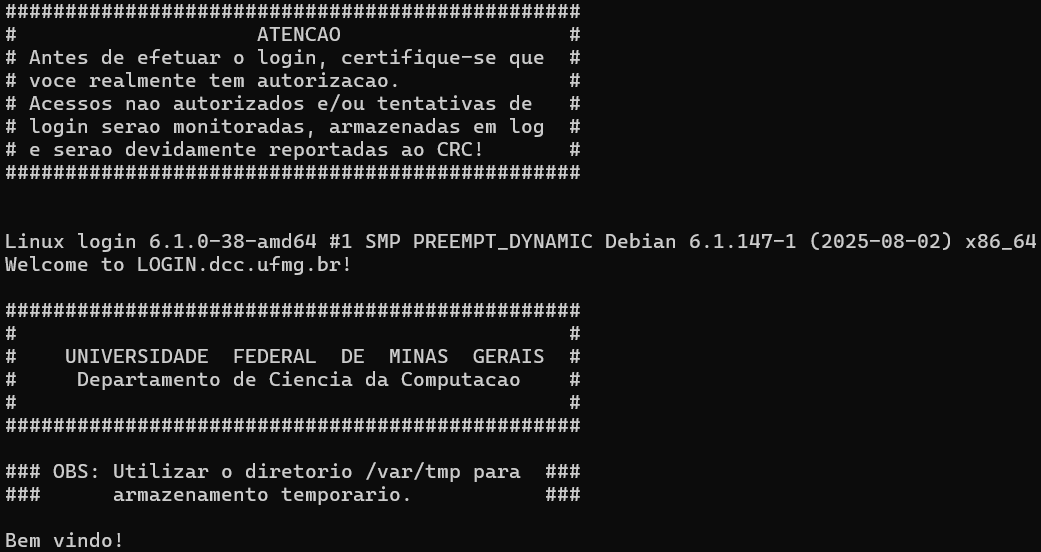 ################################################
#                    ATENCAO                   #
# Antes de efetuar o login, certifique-se que  #
# voce realmente tem autorizacao.              #
# Acessos nao autorizados e/ou tentativas de   #
# login serao monitoradas, armazenadas em log  #
# e serao devidamente reportadas ao CRC!       #
################################################
Linux login 6.1.0-38-amd64 #1 SMP PREEMPT_DYNAMIC Debian 6.1.147-1 (2025-08-02) x86_64
Welcome to LOGIN.dcc.ufmg.br!
################################################
#                                              #
#    UNIVERSIDADE  FEDERAL  DE  MINAS  GERAIS  #
#     Departamento de Ciencia da Computacao    #
#                                              #
################################################
### OBS: Utilizar o diretorio /var/tmp para  ###
###      armazenamento temporario.           ###
Bem vindo!